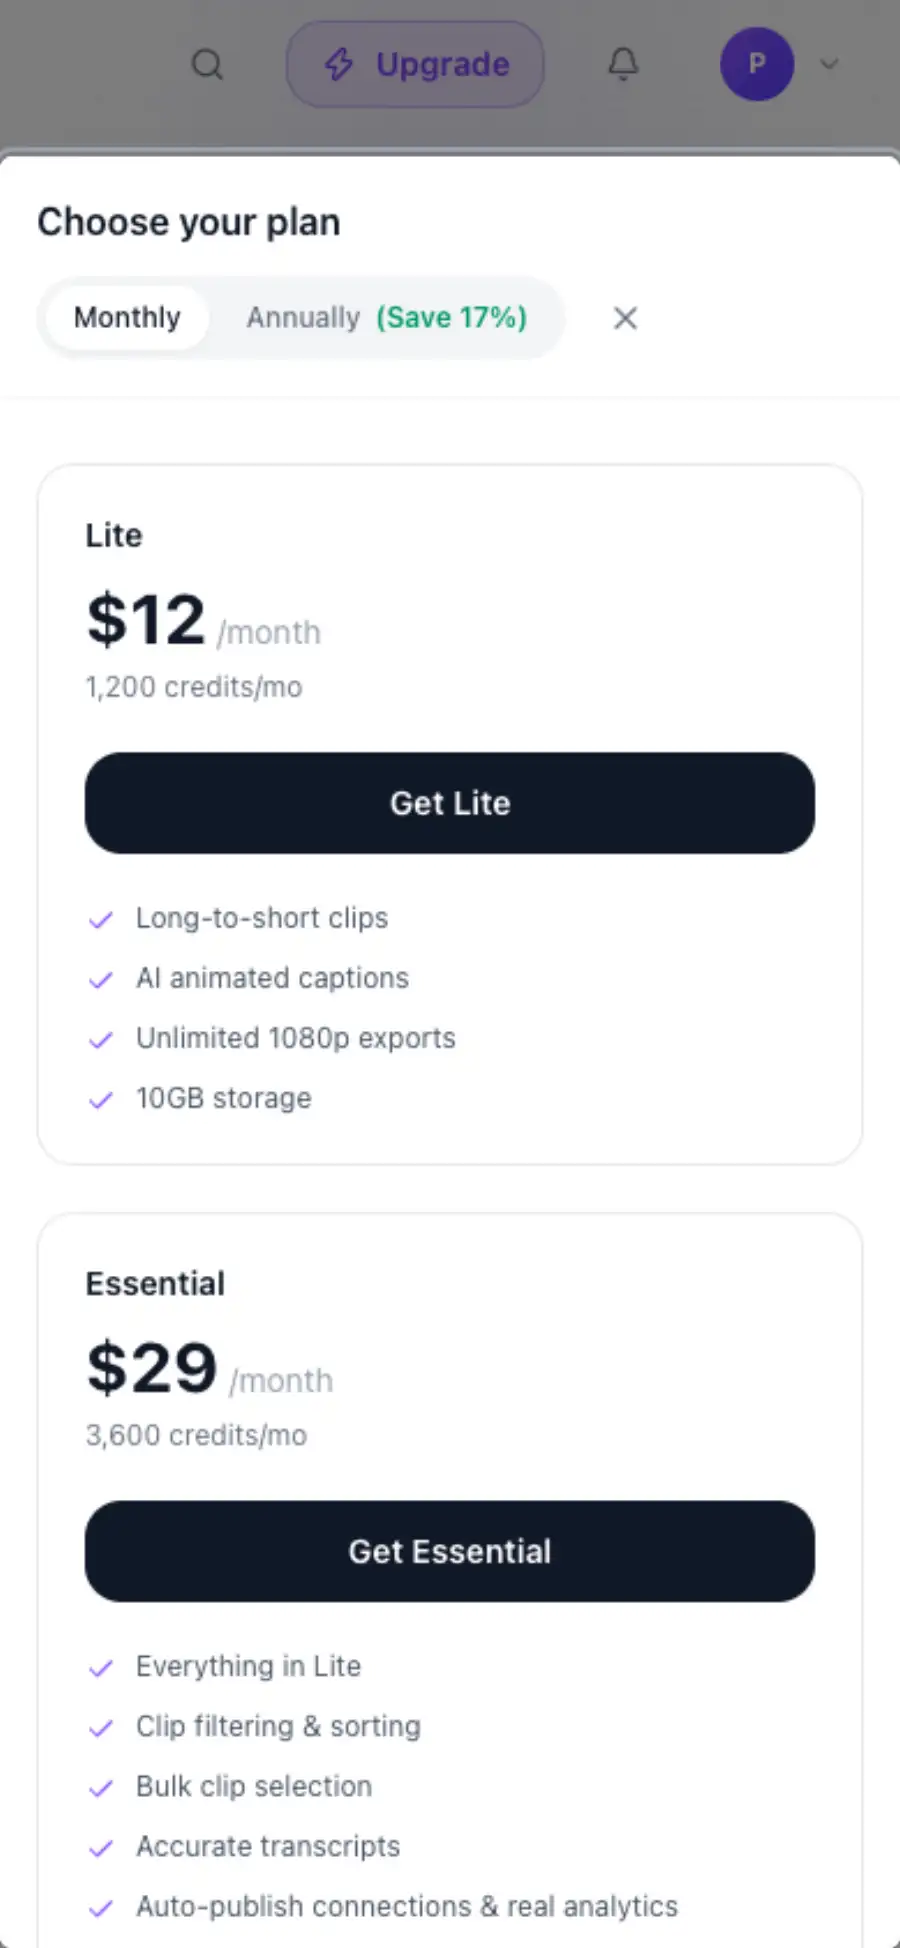 Upgrade
P
Choose your plan
Monthly
Annually (Save 17%)
Lite
$12 /month
1,200 credits/mo
Get Lite
Long-to-short clips
AI animated captions
Unlimited 1080p exports
10GB storage
Essential
$29 /month
3,600 credits/mo
Get Essential
Everything in Lite
Clip filtering & sorting
Bulk clip selection
Accurate transcripts
Auto-publish connections & real analytics